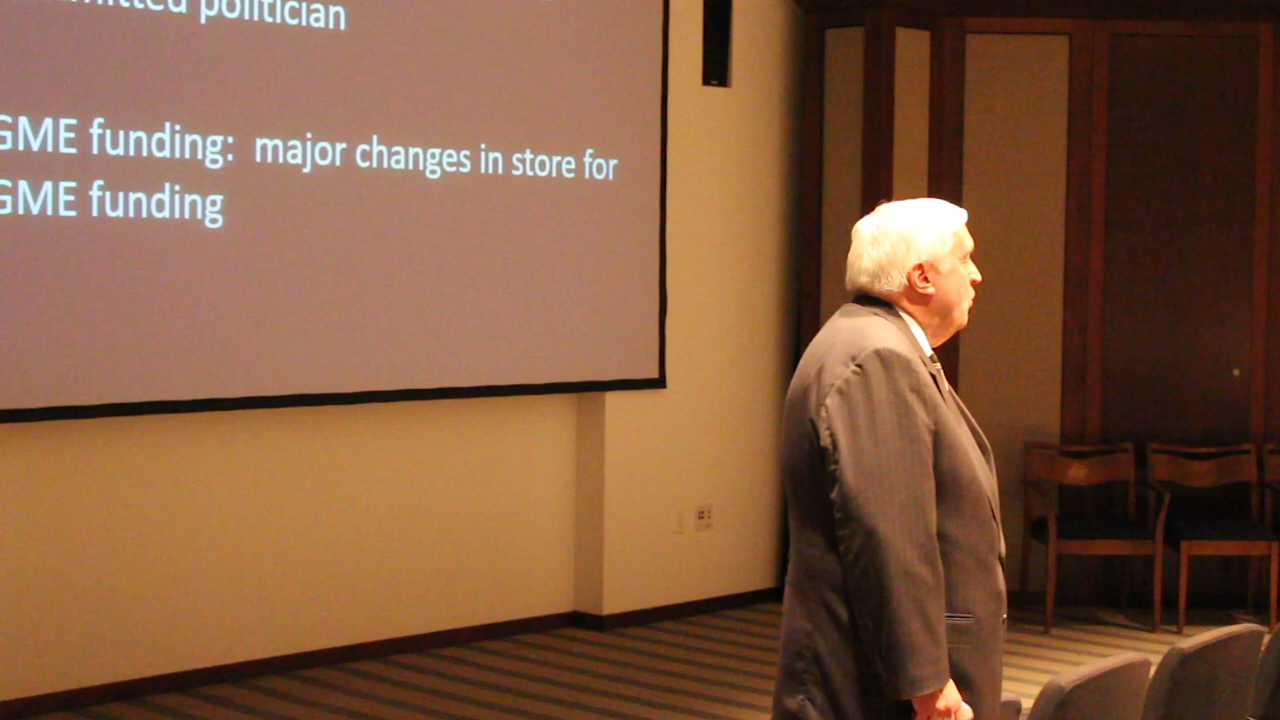 politician
GME funding: major changes in store for
GME funding